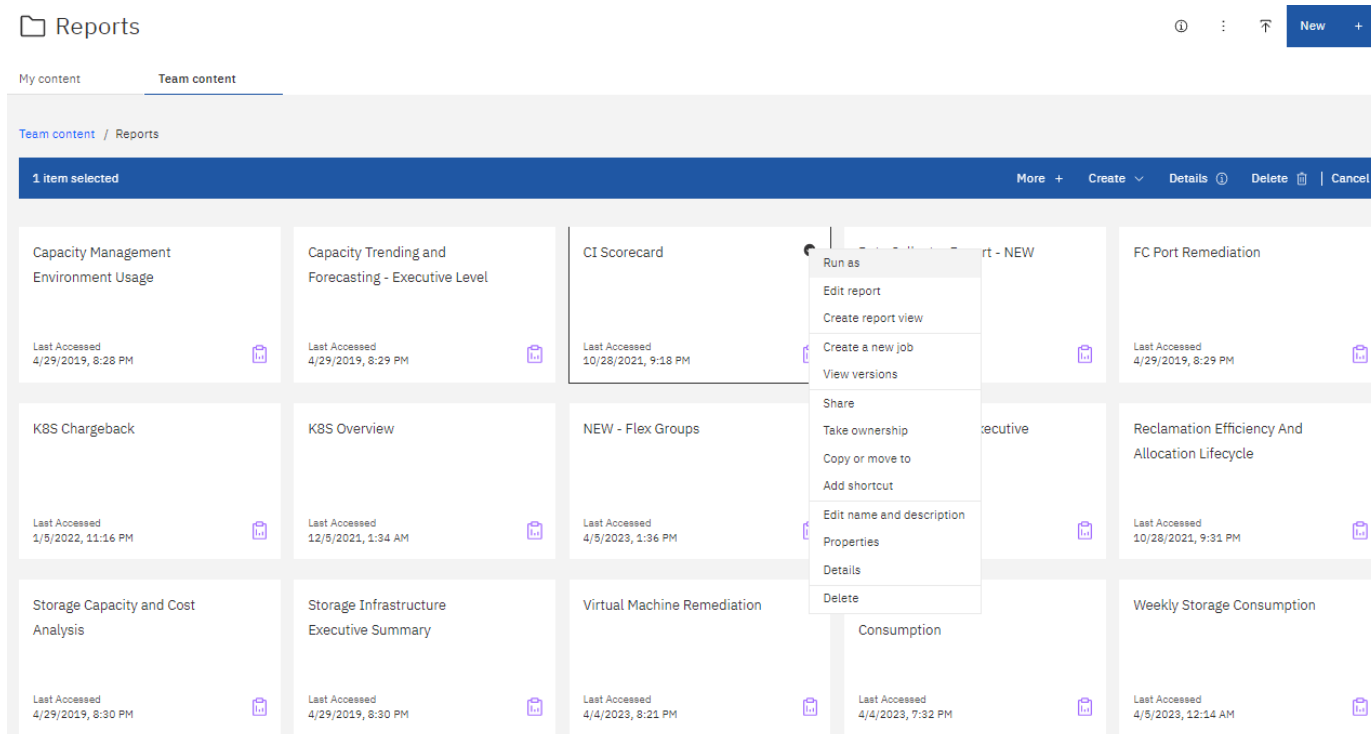 Reports
New +
My content
Team content
Team content / Reports
1 item selected
More +
Create
Details
Delete
Cancel
Capacity Management
Environment Usage
Last Accessed
4/29/2019, 8:28 PM
Capacity Trending and
Forecasting - Executive Level
Last Accessed
4/29/2019, 8:29 PM
CI Scorecard
Last Accessed
10/28/2021, 9:18 PM
rt - NEW
FC Port Remediation
Last Accessed
4/29/2019, 8:29 PM
Run as
Edit report
Create report view
Create a new job
View versions
Share
Take ownership
Copy or move to
Add shortcut
Edit name and description
Properties
Details
Delete
K8S Chargeback
Last Accessed
1/5/2022, 11:16 PM
K8S Overview
Last Accessed
12/5/2021, 1:34 AM
NEW - Flex Groups
Last Accessed
4/5/2023, 1:36 PM
ecutive
Reclamation Efficiency And
Allocation Lifecycle
Last Accessed
10/28/2021, 9:31 PM
Storage Capacity and Cost
Analysis
Last Accessed
4/29/2019, 8:30 PM
Storage Infrastructure
Executive Summary
Last Accessed
4/29/2019, 8:30 PM
Virtual Machine Remediation
Last Accessed
4/4/2023, 8:21 PM
Consumption
Last Accessed
4/4/2023, 7:32 PM
Weekly Storage Consumption
Last Accessed
4/5/2023, 12:14 AM